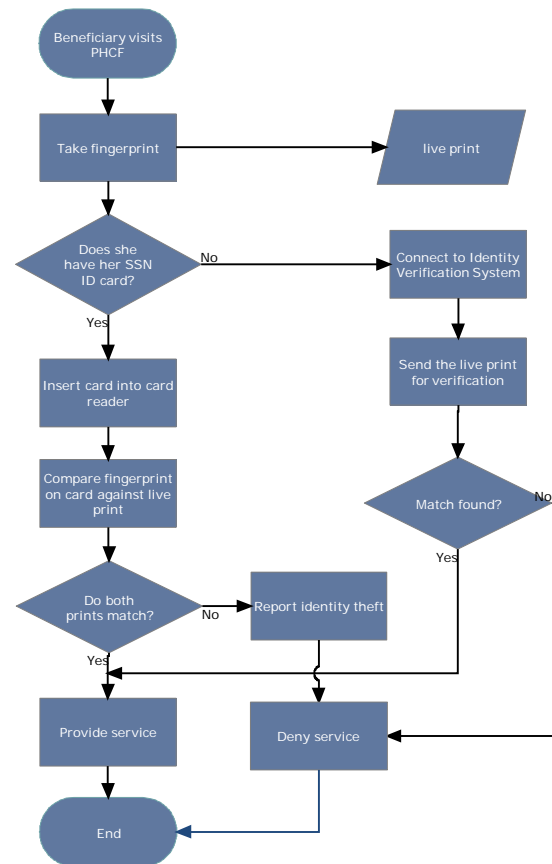 Beneficiary visits
PHCF
Take fingerprint
live print
Does she
have her SSN
ID card?
No
Connect to Identity
Verification System
Yes
Send the live print
for verification
Insert card into card
reader
Compare fingerprint
on card against live
print
Match found?
No
Yes
Do both
prints match?
No
Report identity theft
Yes
Provide service
Deny service
End